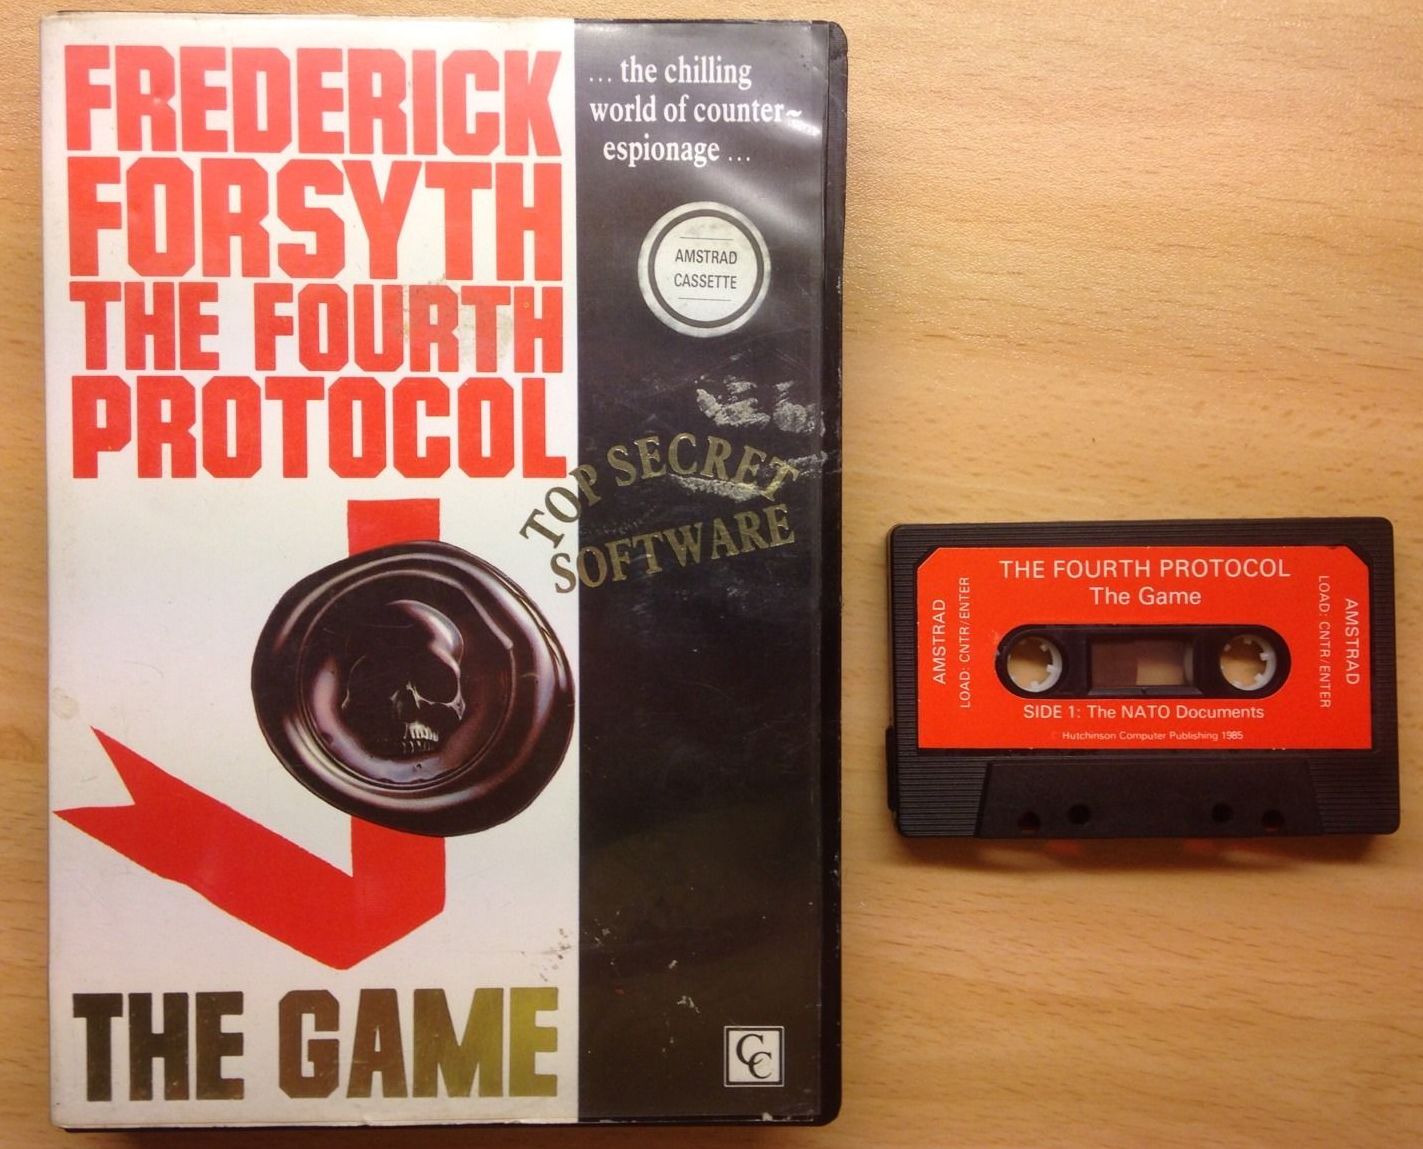 FREDERICK
FORSYTH
THE FOURTH
PROTOCOL
... the chilling
world of counter~
espionage ...
AMSTRAD
CASSETTE
TOP SECRET
SOFTWARE
THE GAME
CC
THE FOURTH PROTOCOL
The Game
AMSTRAD
LOAD: CNTR/ENTER
LOAD: CNTR/ENTER
AMSTRAD
SIDE 1: The NATO Documents
© Hutchinson Computer Publishing 1985